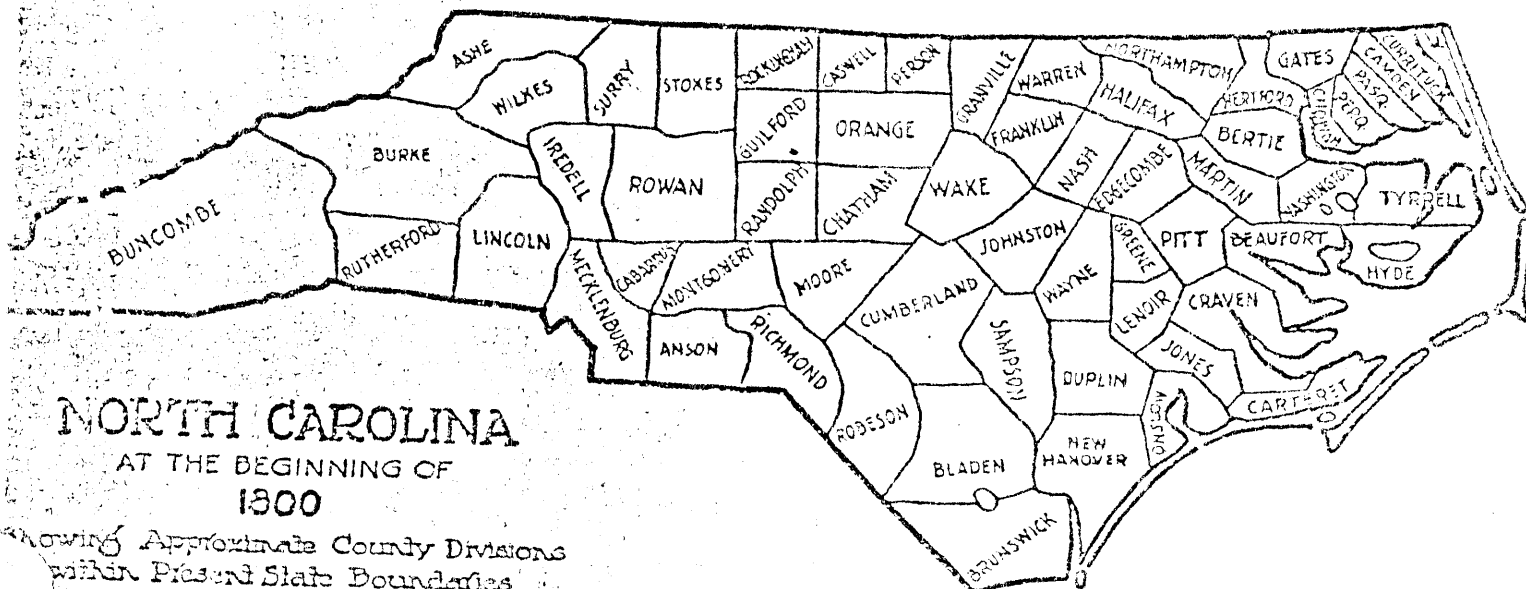 ASHE
WILKES
SURRY
STOKES
ROCKINGHAM
CASWELL
PERSON
GRANVILLE
WARREN
NORTHAMPTON
GATES
CURRITUCK
CAMDEN
PASQ.
PERQ.
CHOWAN
HERTFORD
HALIFAX
BERTIE
FRANKLIN
NASH
EDGECOMBE
MARTIN
WASHINGTON
TYRRELL
BURKE
IREDELL
ROWAN
GUILFORD
ORANGE
RANDOLPH
CHATHAM
WAKE
JOHNSTON
GREENE
PITT
BEAUFORT
HYDE
BUNCOMBE
RUTHERFORD
LINCOLN
MECKLENBURG
CABARRUS
MONTGOMERY
MOORE
CUMBERLAND
WAYNE
LENOIR
CRAVEN
ANSON
RICHMOND
SAMPSON
DUPLIN
JONES
CARTERET
ROBESON
BLADEN
NEW
HANOVER
ONSLOW
BRUNSWICK
NORTH CAROLINA
AT THE BEGINNING OF
1800
Showing Approximate County Divisions
within Present State Boundaries